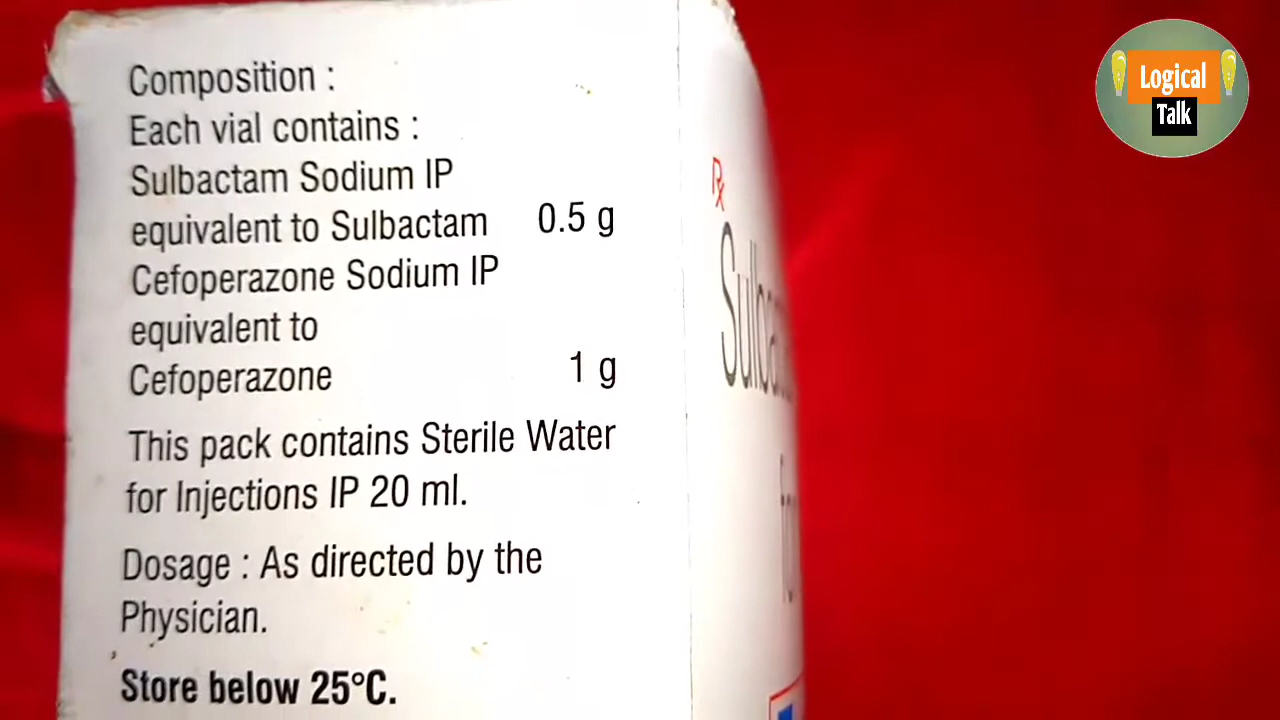 Composition :
Each vial contains :
Sulbactam Sodium IP
equivalent to Sulbactam 0.5 g
Cefoperazone Sodium IP
equivalent to
Cefoperazone 1 g
This pack contains Sterile Water
for Injections IP 20 ml.
Dosage : As directed by the
Physician.
Store below 25°C.
Rx
Logical
Talk